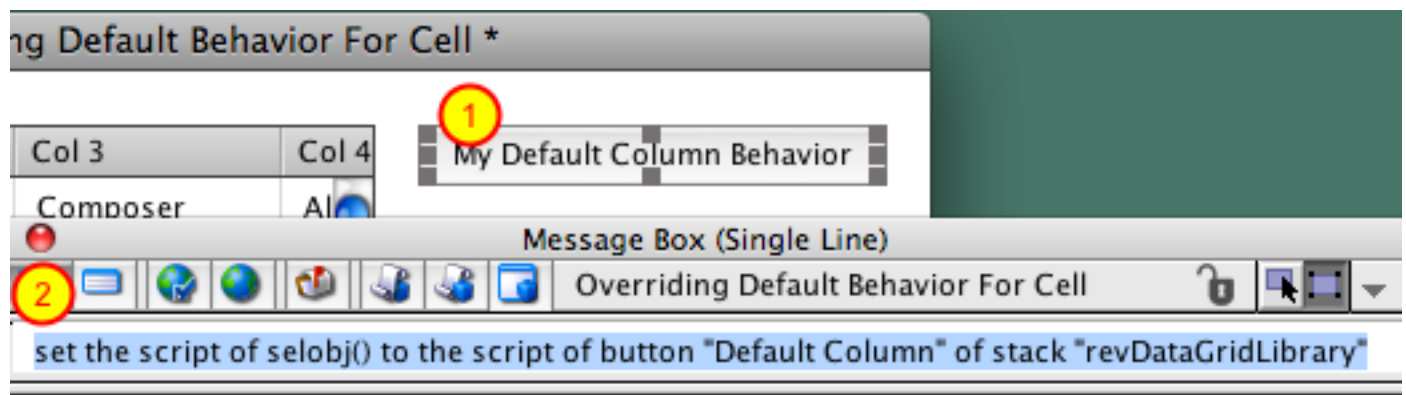 ng Default Behavior For Cell *
1
Col 3 Col 4 My Default Column Behavior
Composer Al
Message Box (Single Line)
2 Overriding Default Behavior For Cell
set the script of selobj() to the script of button "Default Column" of stack "revDataGridLibrary"